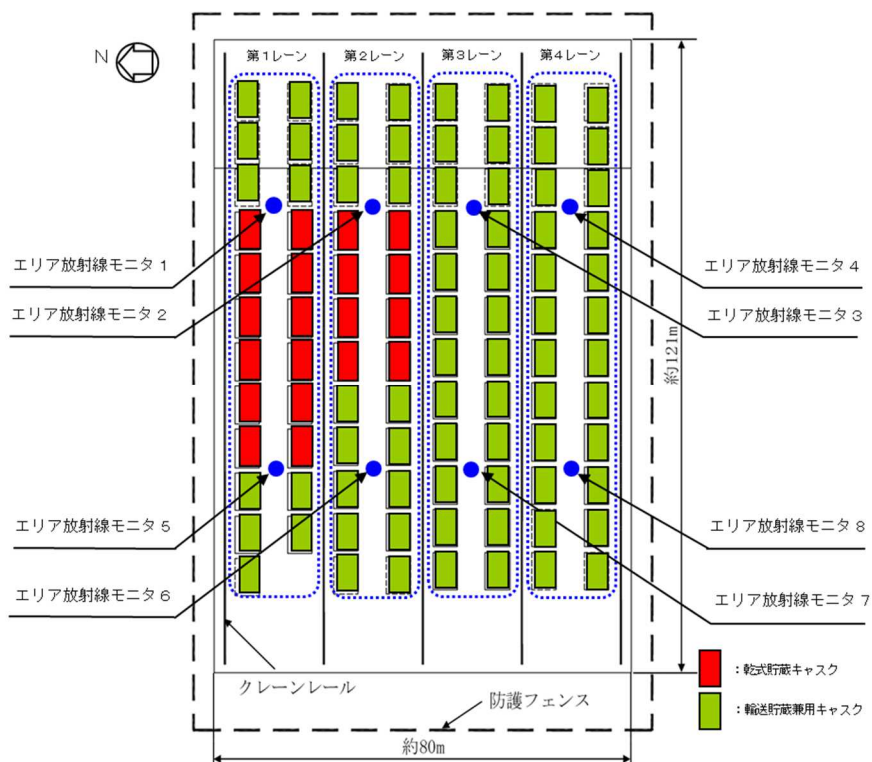 N
第1レーン
第2レーン
第3レーン
第4レーン
エリア放射線モニタ1
エリア放射線モニタ2
エリア放射線モニタ4
エリア放射線モニタ3
約121m
エリア放射線モニタ5
エリア放射線モニタ6
エリア放射線モニタ8
エリア放射線モニタ7
クレーンレール
防護フェンス
:乾式貯蔵キャスク
:輸送貯蔵兼用キャスク
約80m